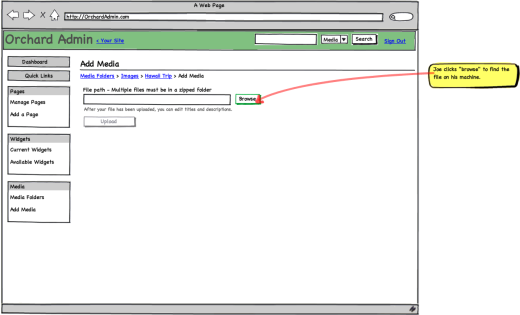 A Web Page
http://OrchardAdmin.com
Orchard Admin < Your Site
Media Search Sign Out
Dashboard
Quick Links
Pages
Manage Pages
Add a Page
Widgets
Current Widgets
Available Widgets
Media
Media Folders
Add Media
Add Media
Media Folders > Images > Hawaii Trip > Add Media
File path - Multiple files must be in a zipped folder
Browse
After your file has been uploaded, you can edit titles and descriptions.
Upload
Joe clicks "browse" to find the
file on his machine.